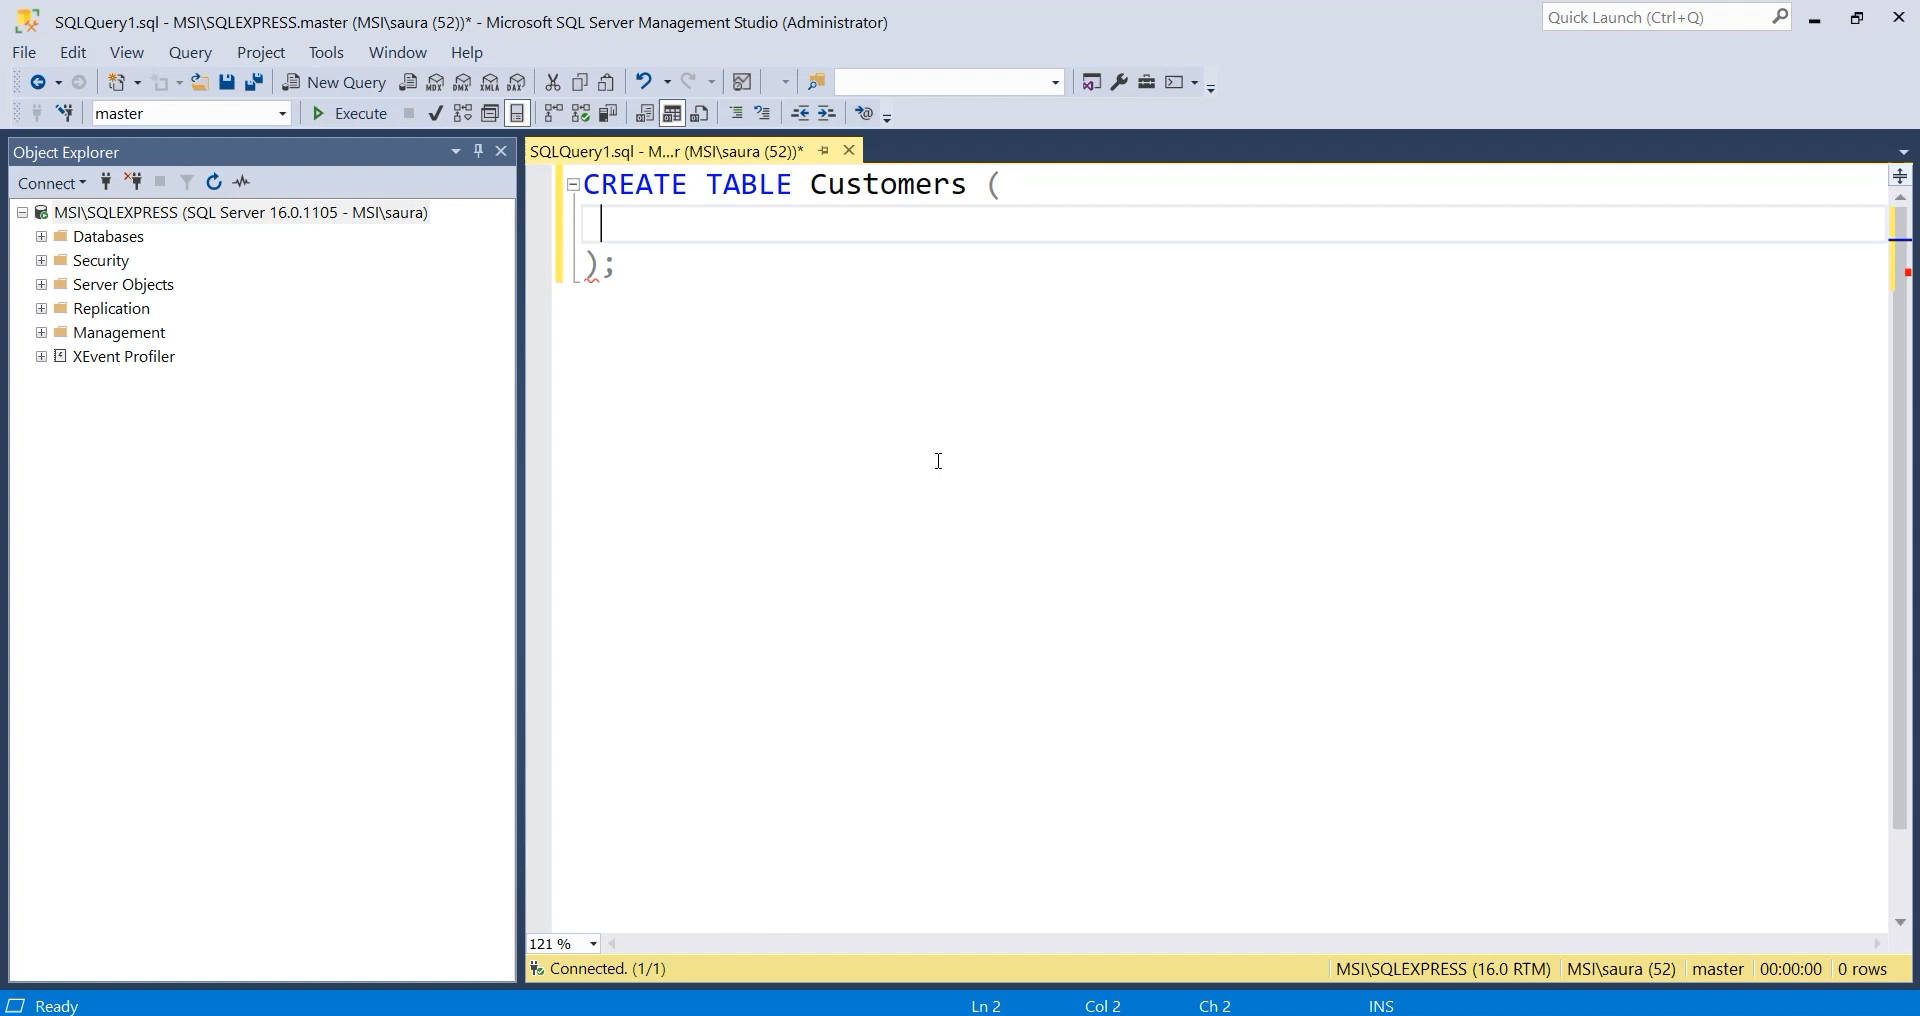 SQLQuery1.sql - MSI\SQLEXPRESS.master (MSI\saura (52))* - Microsoft SQL Server Management Studio (Administrator)
Quick Launch (Ctrl+Q)
File Edit View Query Project Tools Window Help
New Query MDX DMX XMLA DAX
master Execute
Object Explorer
SQLQuery1.sql - M...r (MSI\saura (52))*
Connect
MSI\SQLEXPRESS (SQL Server 16.0.1105 - MSI\saura)
Databases
Security
Server Objects
Replication
Management
XEvent Profiler
CREATE TABLE Customers (
);
121 %
Connected. (1/1)
MSI\SQLEXPRESS (16.0 RTM) MSI\saura (52) master 00:00:00 0 rows
Ready Ln 2 Col 2 Ch 2 INS